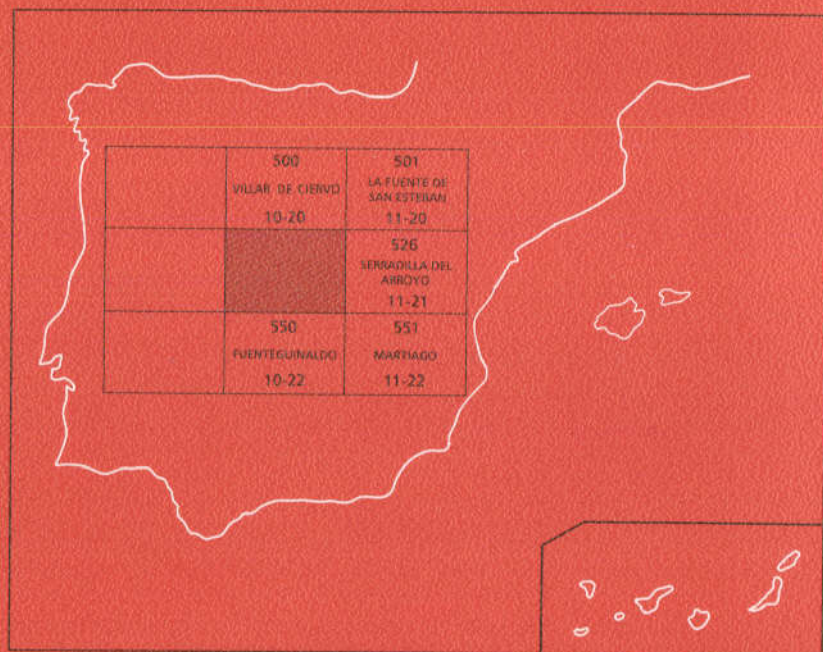 500
VILLAR DE CIERVO
10-20
501
LA FUENTE DE
SAN ESTEBAN
11-20
526
SERRADILLA DEL
ARROYO
11-21
550
FUENTEGUINALDO
10-22
551
MARTIAGO
11-22